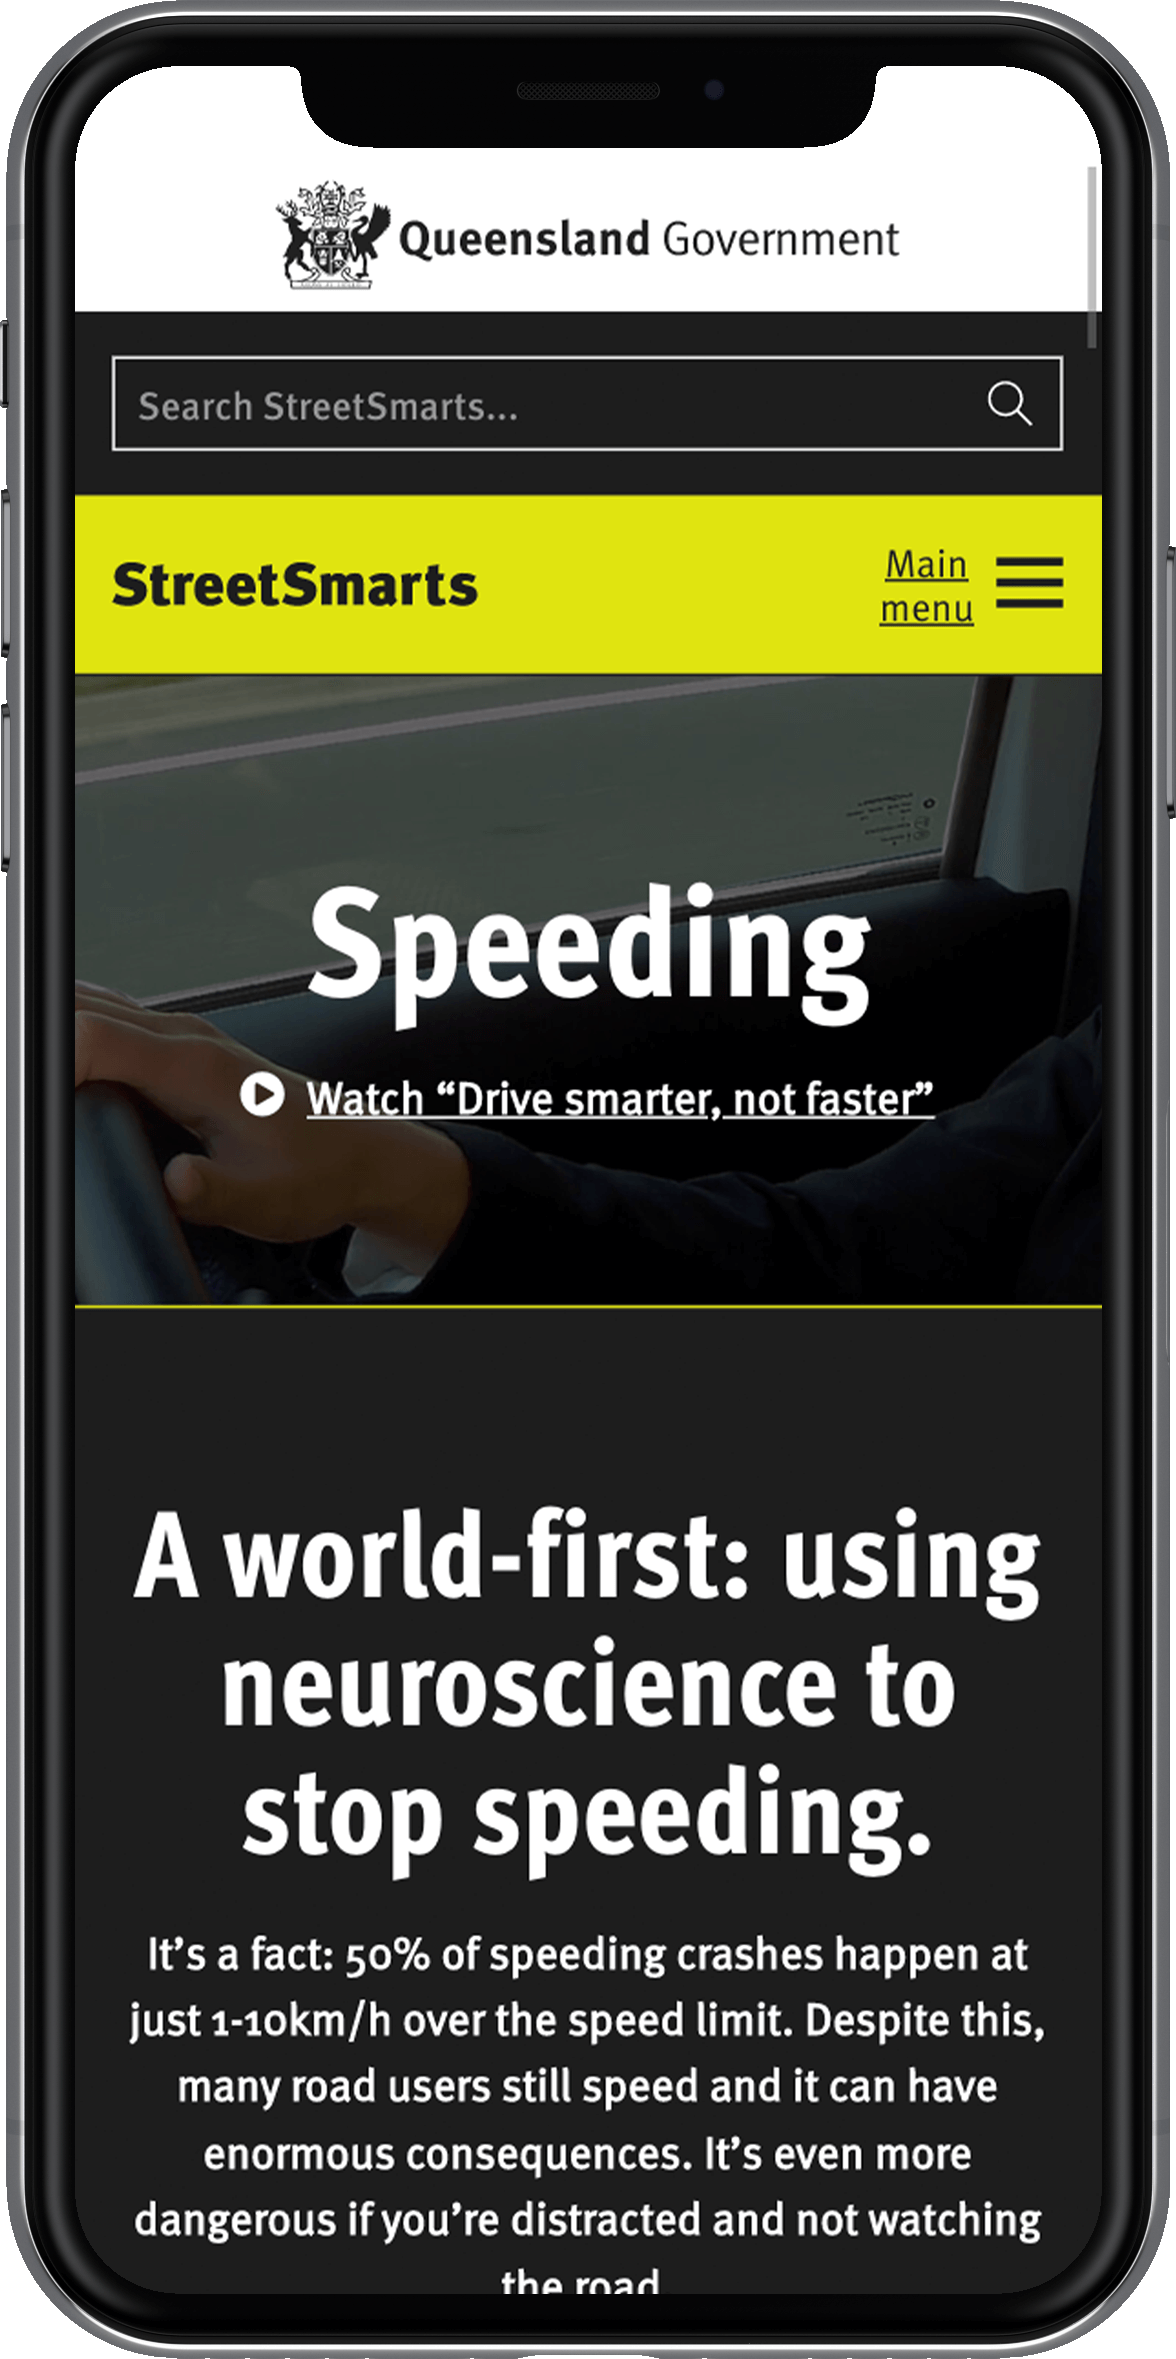 Queensland Government
Search StreetSmarts...
StreetSmarts
Main
menu
Speeding
Watch “Drive smarter, not faster”
A world-first: using
neuroscience to
stop speeding.
It’s a fact: 50% of speeding crashes happen at
just 1-10km/h over the speed limit. Despite this,
many road users still speed and it can have
enormous consequences. It’s even more
dangerous if you’re distracted and not watching
the road